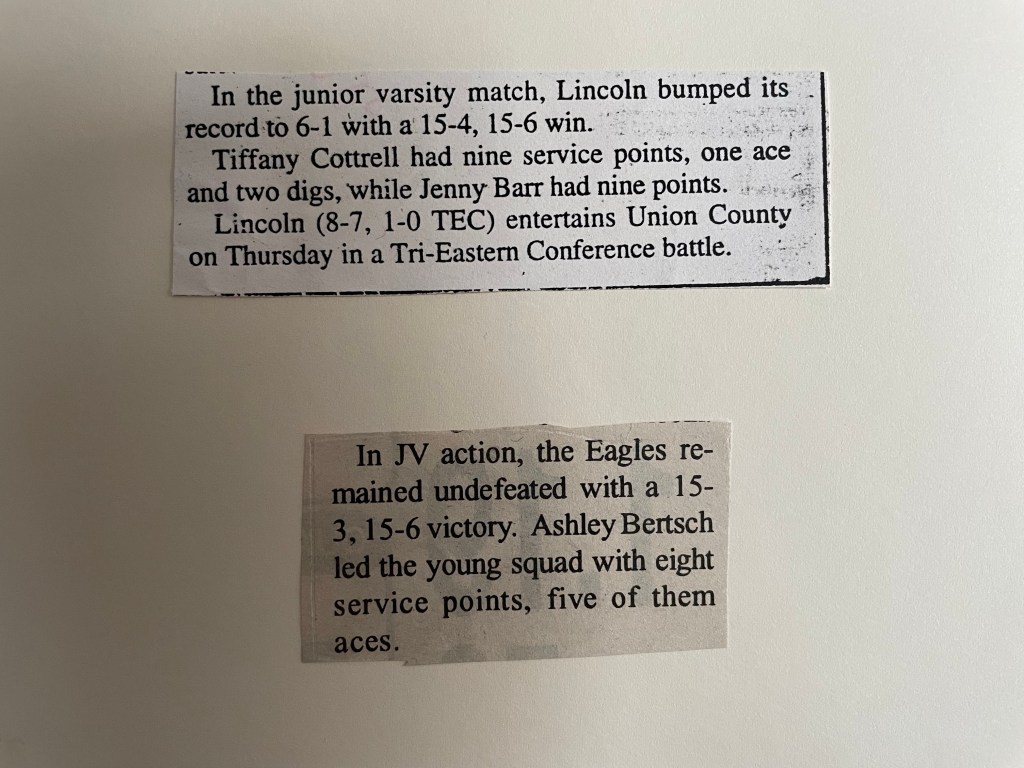 In the junior varsity match, Lincoln bumped its
record to 6-1 with a 15-4, 15-6 win.
Tiffany Cottrell had nine service points, one ace
and two digs, while Jenny Barr had nine points.
Lincoln (8-7, 1-0 TEC) entertains Union County
on Thursday in a Tri-Eastern Conference battle.
In JV action, the Eagles re-
mained undefeated with a 15-
3, 15-6 victory. Ashley Bertsch
led the young squad with eight
service points, five of them
aces.